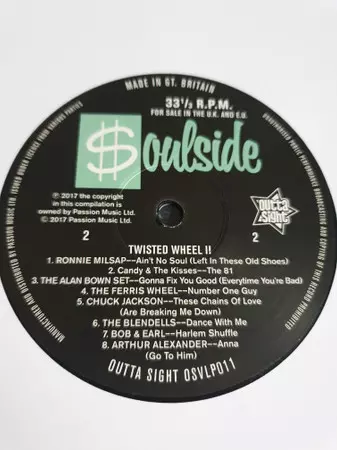 MADE IN GT. BRITAIN
33⅓ R.P.M.
FOR SALE IN THE U.K. AND E.U.
$oulside
℗ 2017 the copyright
in this compilation is
owned by Passion Music Ltd.
© 2017 Passion Music Ltd.
outta
sight
2
2
TWISTED WHEEL II
1. RONNIE MILSAP--Ain't No Soul (Left In These Old Shoes)
2. Candy & The Kisses--The 81
3. THE ALAN BOWN SET--Gonna Fix You Good (Everytime You're Bad)
4. THE FERRIS WHEEL--Number One Guy
5. CHUCK JACKSON--These Chains Of Love
(Are Breaking Me Down)
6. THE BLENDELLS--Dance With Me
7. BOB & EARL--Harlem Shuffle
8. ARTHUR ALEXANDER--Anna
(Go To Him)
OUTTA SIGHT OSVLP011